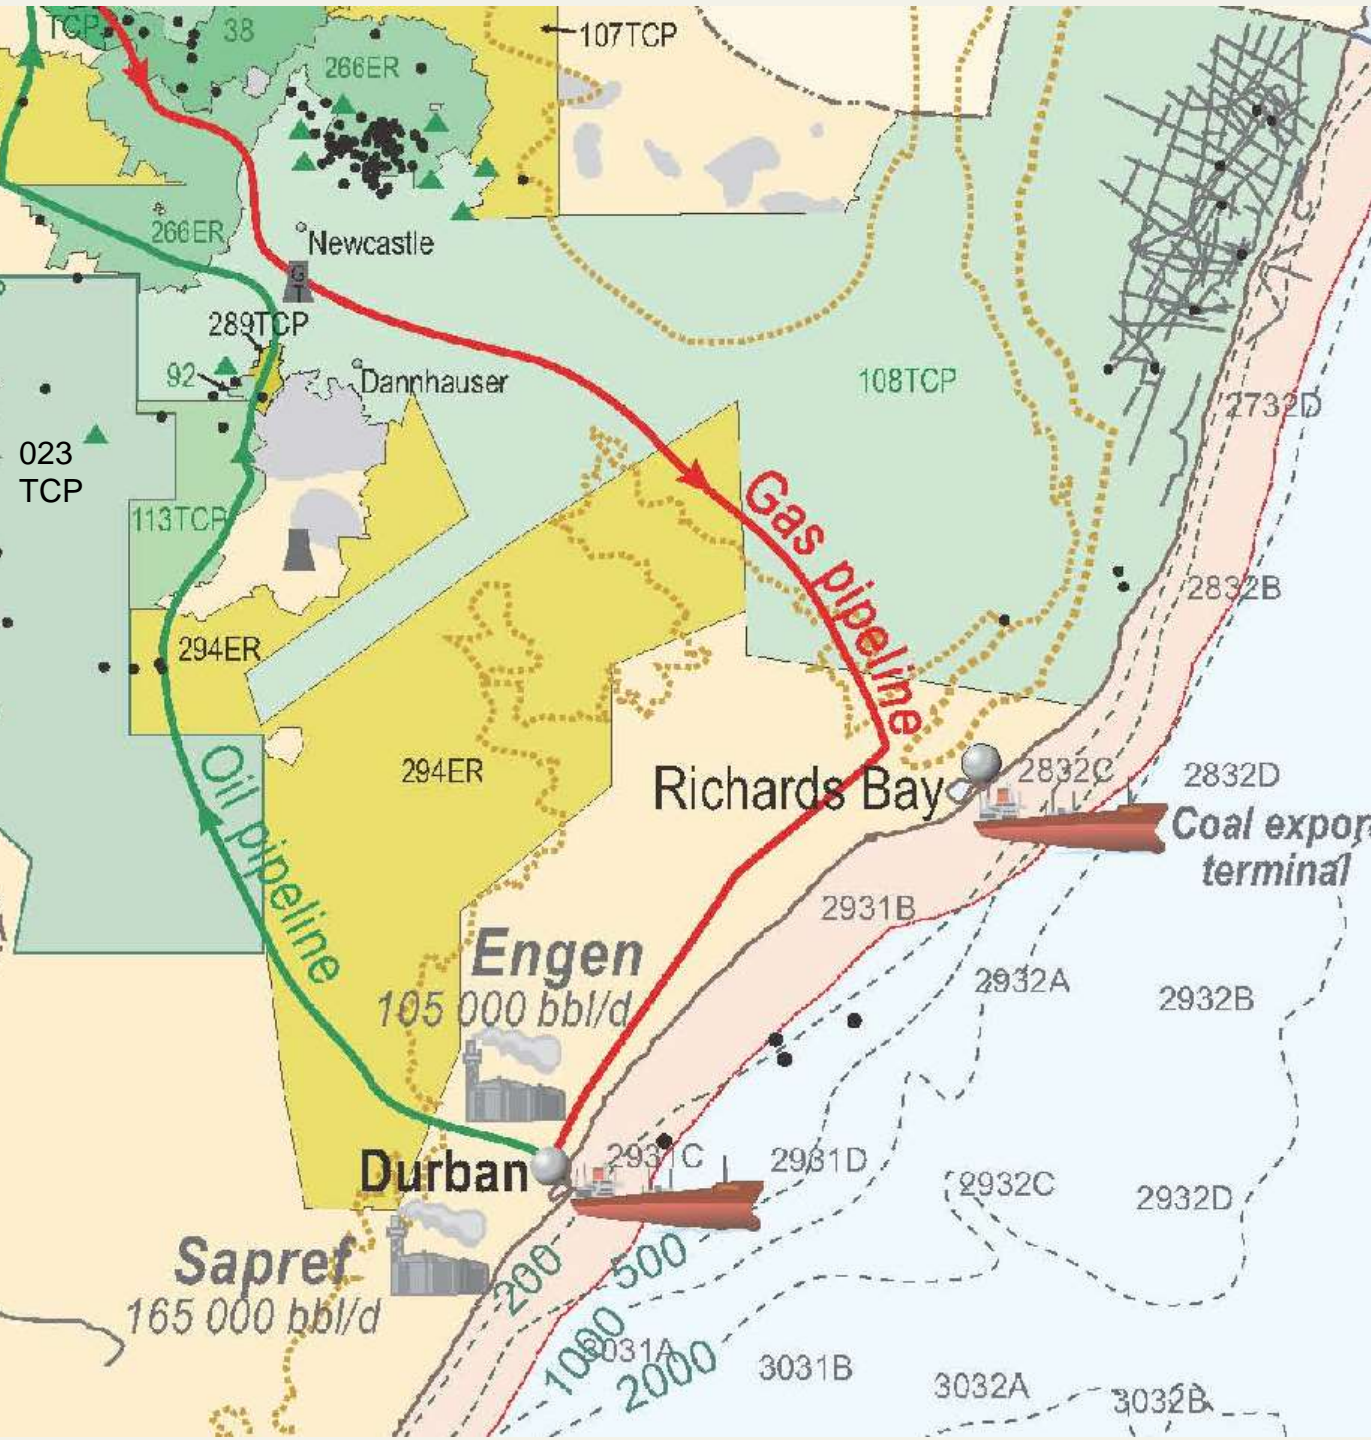 TCP
38
107TCP
266ER
266ER
Newcastle
G
T
289TCP
92
Dannhauser
108TCP
2732D
023
TCP
113TCP
Gas pipeline
2832B
294ER
294ER
Oil pipeline
Richards Bay
2832C
2832D
Coal expor
terminal
2931B
Engen
105 000 bbl/d
2932A
2932B
Durban
2931C
2931D
2932C
2932D
Sapref
165 000 bbl/d
200
500
1000
2000
3031A
3031B
3032A
3032B